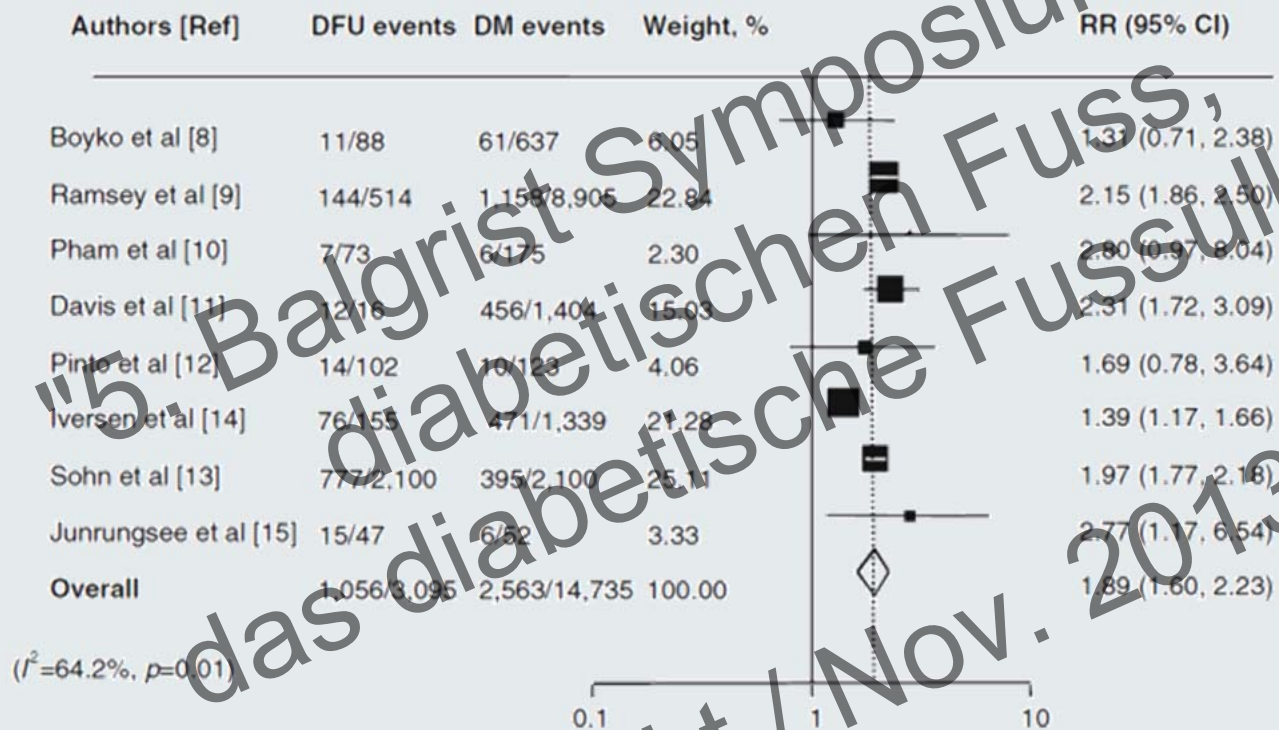 Authors [Ref] DFU events DM events Weight, % RR (95% CI)
Boyko et al [8] 11/88 61/637 6.05 1.31 (0.71, 2.38)
Ramsey et al [9] 144/514 1,158/8,905 22.84 2.15 (1.86, 2.50)
Pham et al [10] 7/73 6/175 2.30 2.80 (0.97, 8.04)
Davis et al [11] 12/16 456/1,404 15.03 2.31 (1.72, 3.09)
Pinto et al [12] 14/102 10/123 4.06 1.69 (0.78, 3.64)
Iversen et al [14] 76/155 471/1,339 21.28 1.39 (1.17, 1.66)
Sohn et al [13] 777/2,100 395/2,100 25.11 1.97 (1.77, 2.18)
Junrungsee et al [15] 15/47 6/52 3.33 2.77 (1.17, 6.54)
Overall 1,056/3,095 2,563/14,735 100.00 1.89 (1.60, 2.23)
(I²=64.2%, p=0.01)
0.1 1 10
"5. Balgrist Symposium
diabetischen Fuss,
das diabetische Fussul
/ Nov. 2013